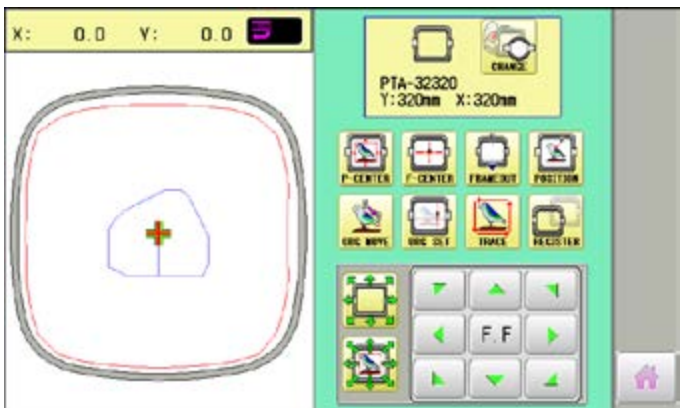 X: 0.0 Y: 0.0
CHANGE
PTA-32320
Y:320mm X:320mm
P-CENTER F-CENTER FRAMEOUT POSITION
ORG MOVE ORG SET TRACE REGISTER
F.F